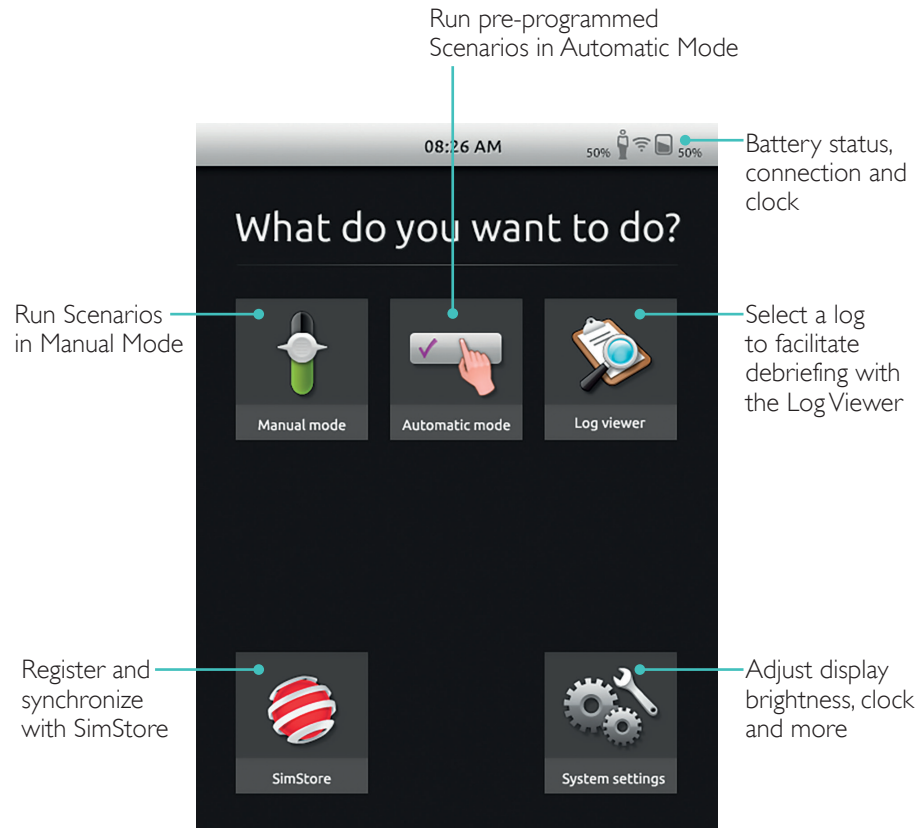 Run pre-programmed
Scenarios in Automatic Mode
08:26 AM
50%
50%
Battery status,
connection and
clock
What do you want to do?
Run Scenarios
in Manual Mode
Select a log
to facilitate
debriefing with
the Log Viewer
Manual mode
Automatic mode
Log viewer
Register and
synchronize
with SimStore
Adjust display
brightness, clock
and more
SimStore
System settings